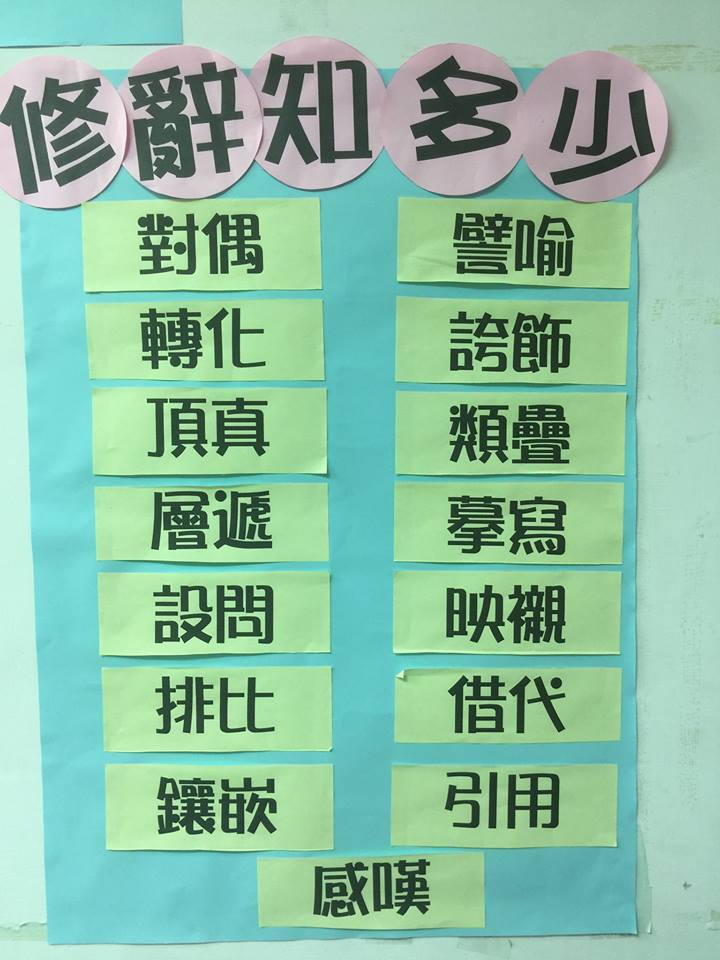 修辭知多少
對偶 譬喻
轉化 誇飾
頂真 類疊
層遞 摹寫
設問 映襯
排比 借代
鑲嵌 引用
感嘆